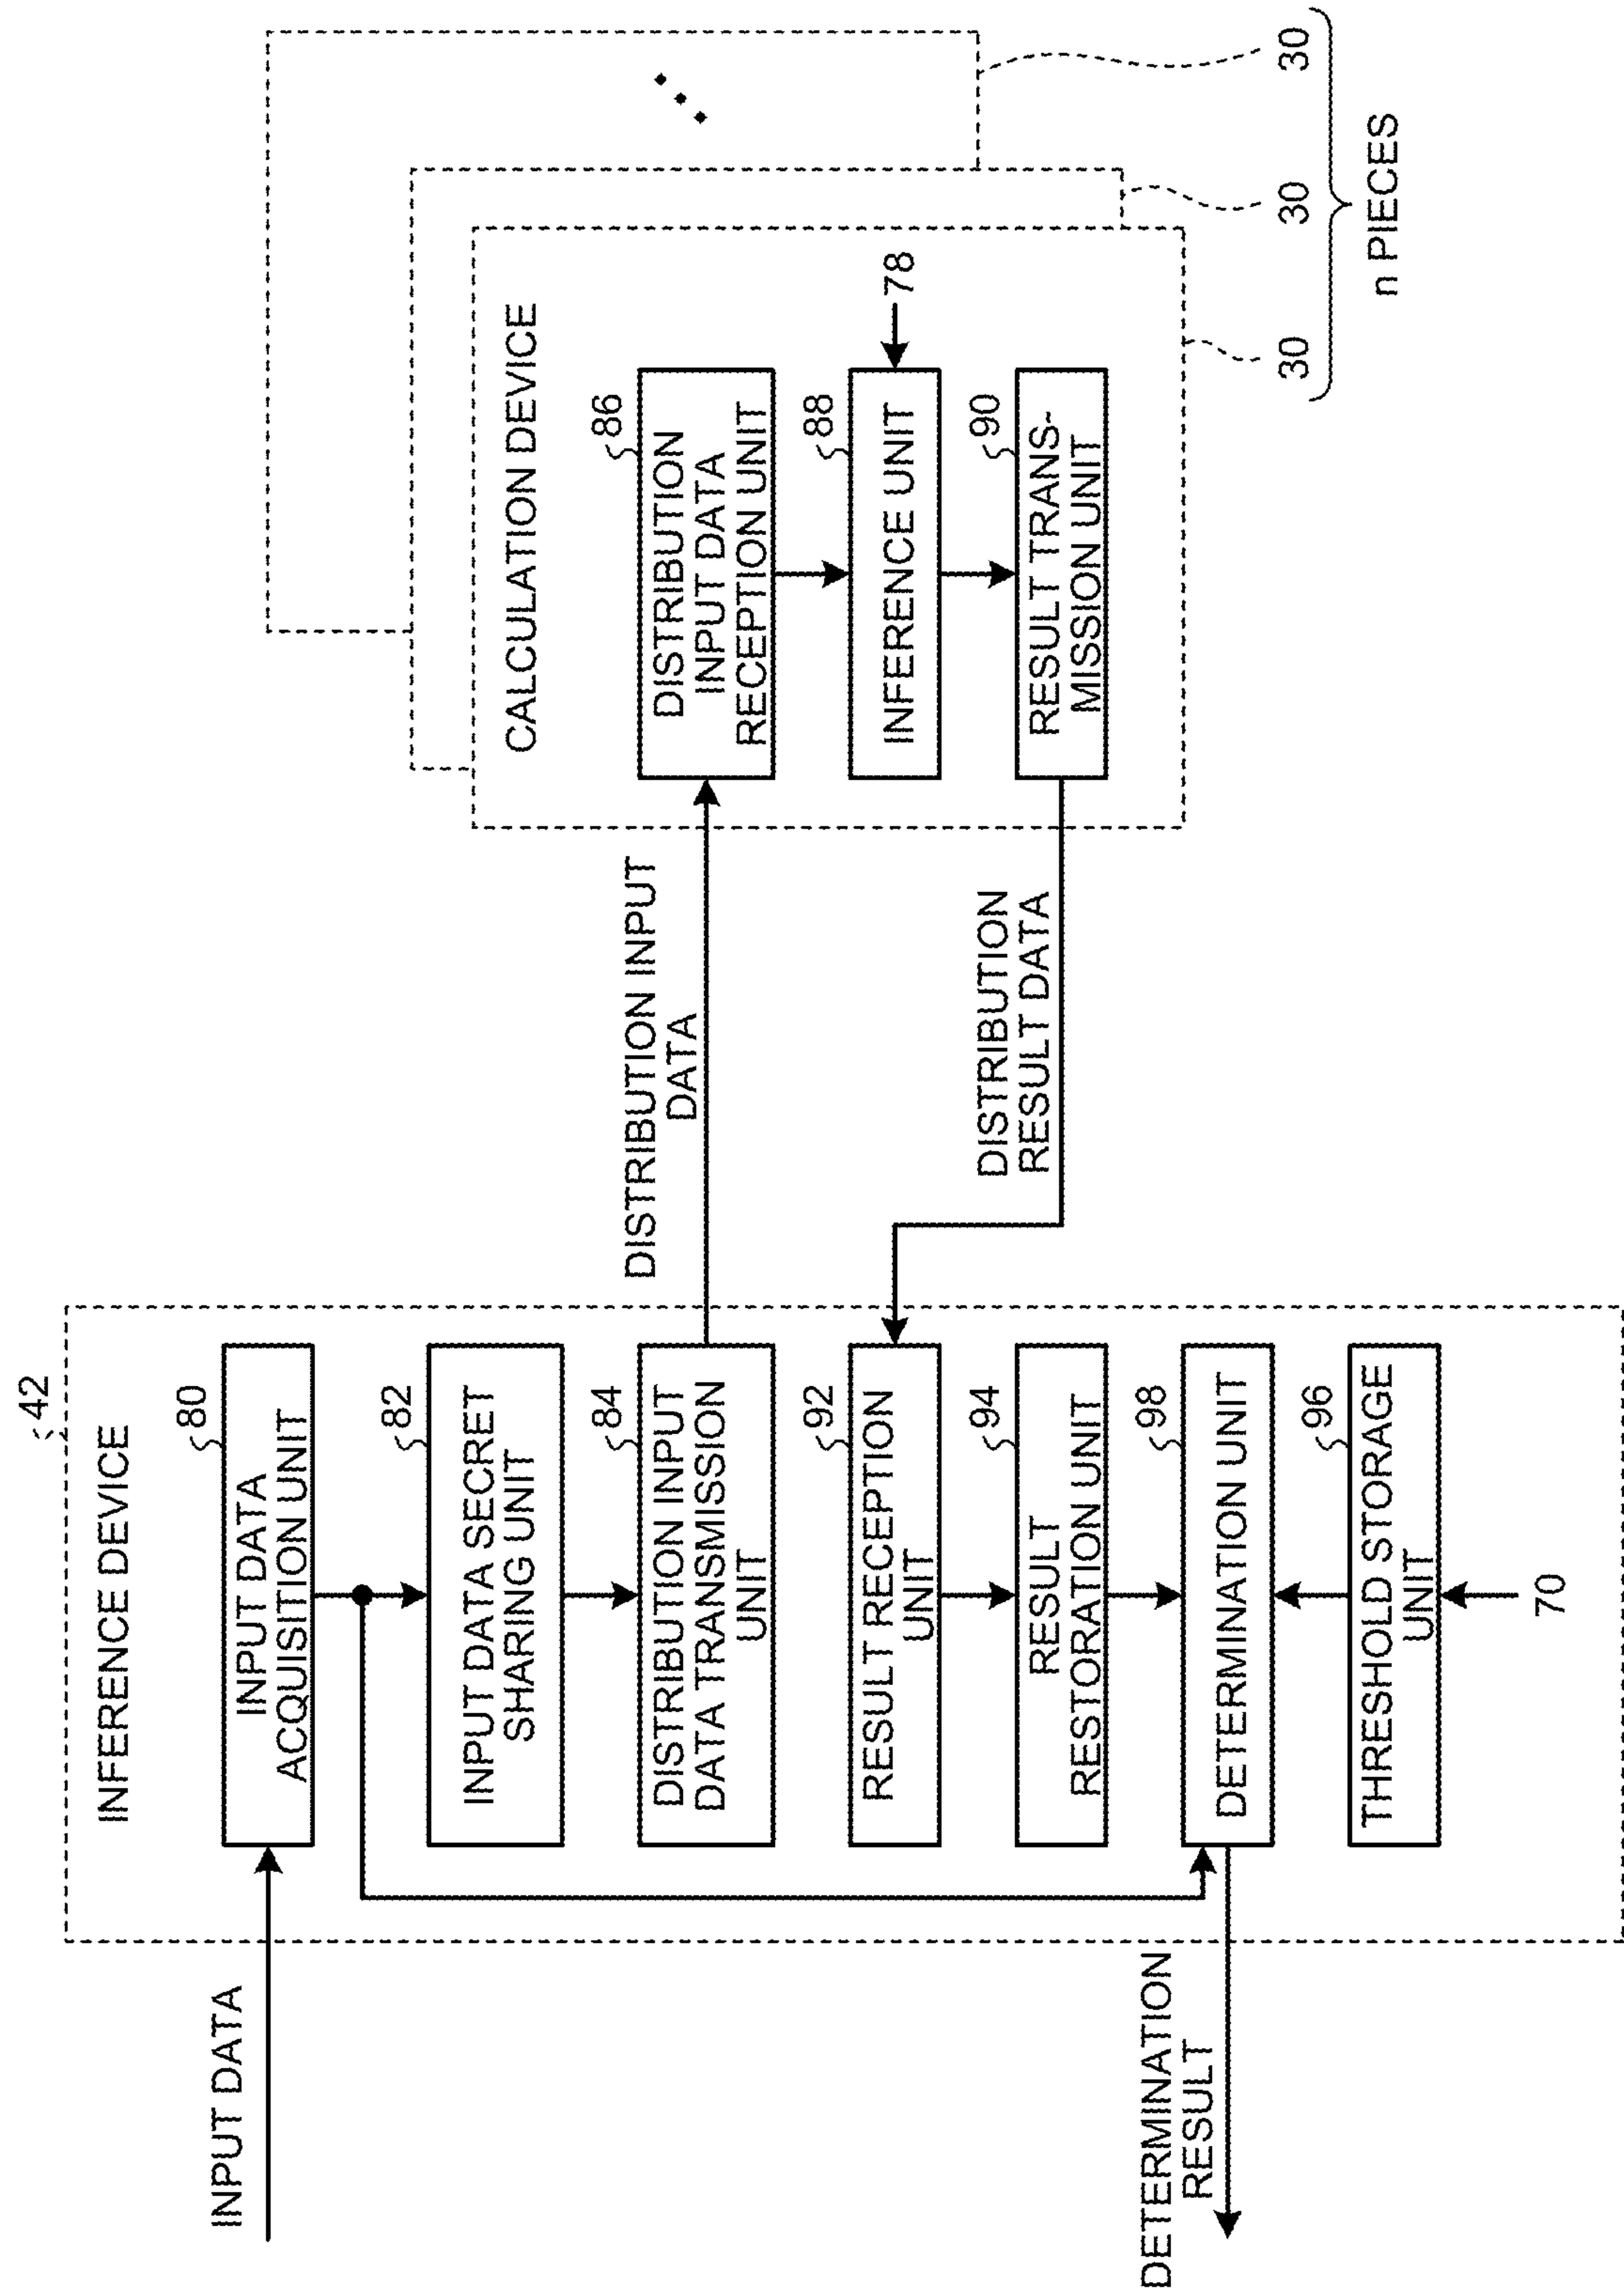 42
INFERENCE DEVICE
INPUT DATA
80
INPUT DATA
ACQUISITION UNIT
82
INPUT DATA SECRET
SHARING UNIT
84
DISTRIBUTION INPUT
DATA TRANSMISSION
UNIT
DISTRIBUTION INPUT
DATA
CALCULATION DEVICE
86
DISTRIBUTION
INPUT DATA
RECEPTION UNIT
88
INFERENCE UNIT
78
90
RESULT TRANS-
MISSION UNIT
30
30
30
n PIECES
DISTRIBUTION
RESULT DATA
92
RESULT RECEPTION
UNIT
94
RESULT
RESTORATION UNIT
98
DETERMINATION UNIT
DETERMINATION
RESULT
96
THRESHOLD STORAGE
UNIT
70